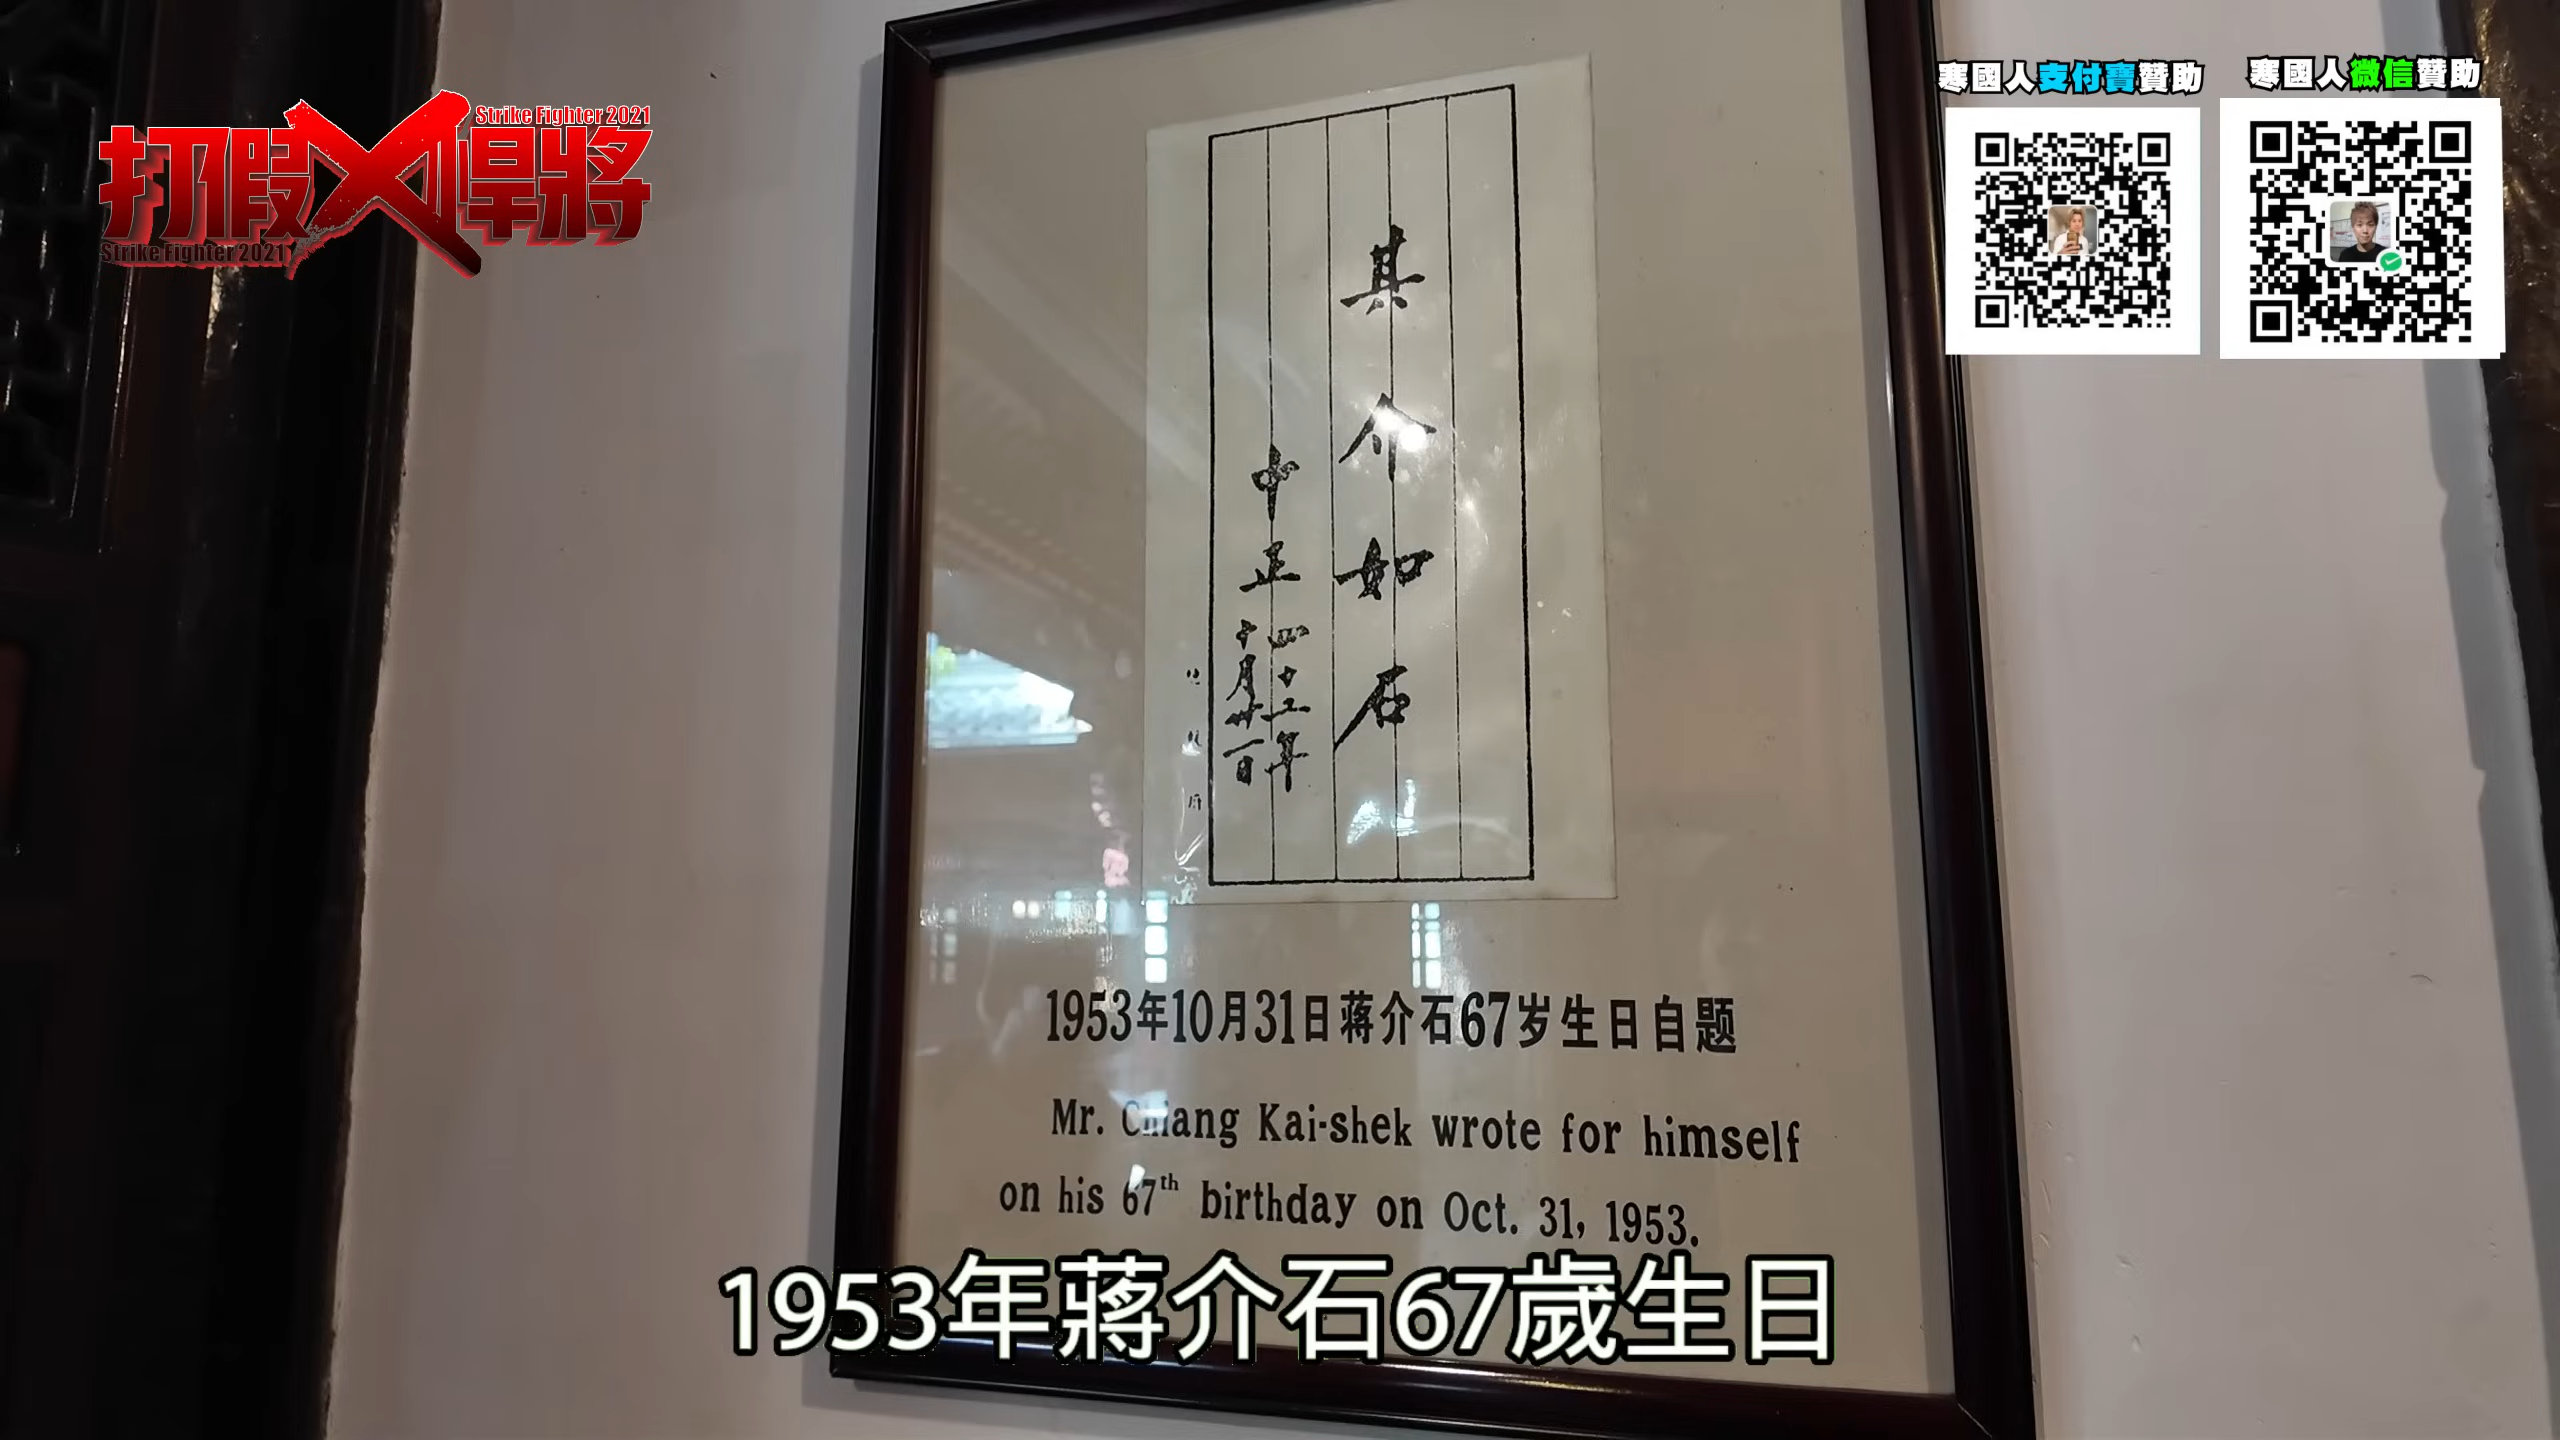 Strike Fighter 2021
打假悍將
Strike Fighter 2021
寒國人支付寶贊助
寒國人微信贊助
其介如石
中正
四十二年
十月卅一日
1953年10月31日蒋介石67岁生日自题
Mr. Chiang Kai-shek wrote for himself
on his 67th birthday on Oct. 31, 1953.
1953年蔣介石67歲生日